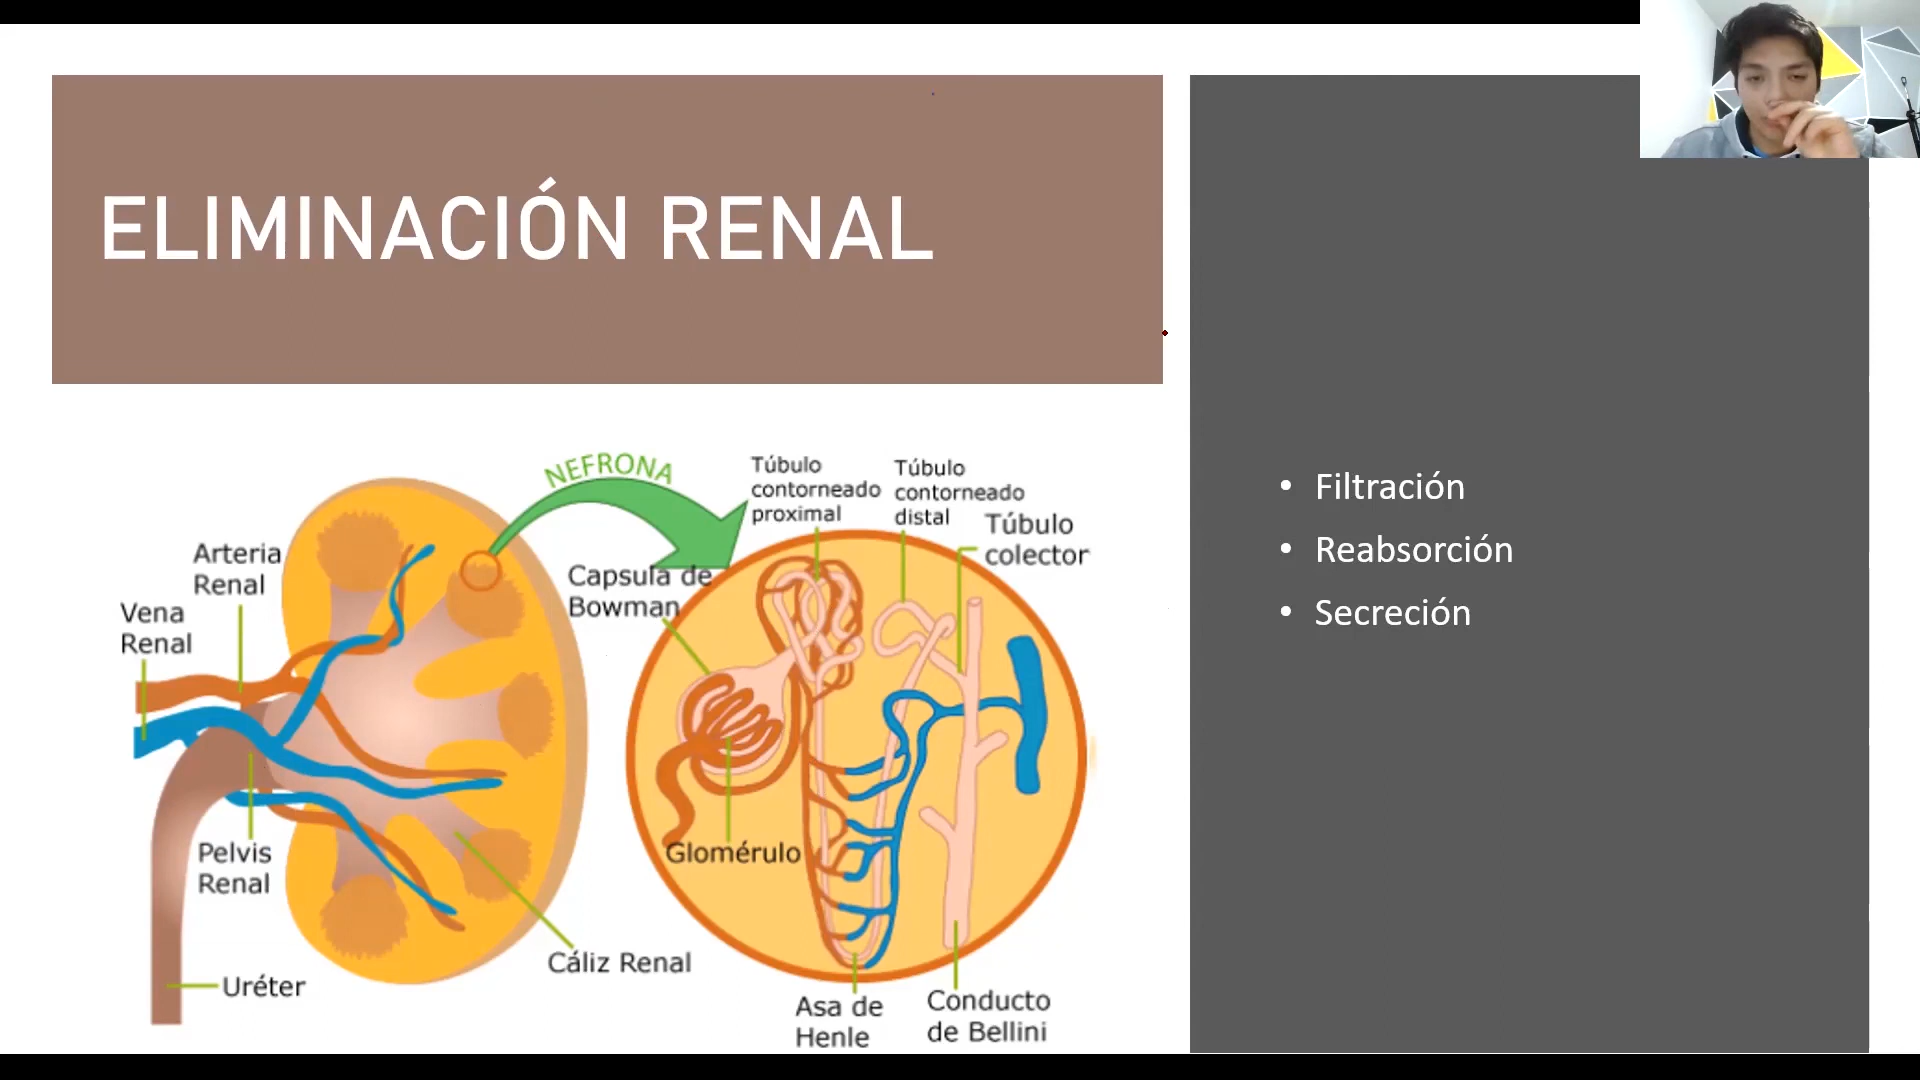 ELIMINACIÓN RENAL
• Filtración
• Reabsorción
• Secreción
NEFRONA
Arteria
Renal
Vena
Renal
Pelvis
Renal
Uréter
Cáliz Renal
Túbulo
contorneado
proximal
Túbulo
contorneado
distal
Túbulo
colector
Capsula de
Bowman
Glomérulo
Asa de
Henle
Conducto
de Bellini